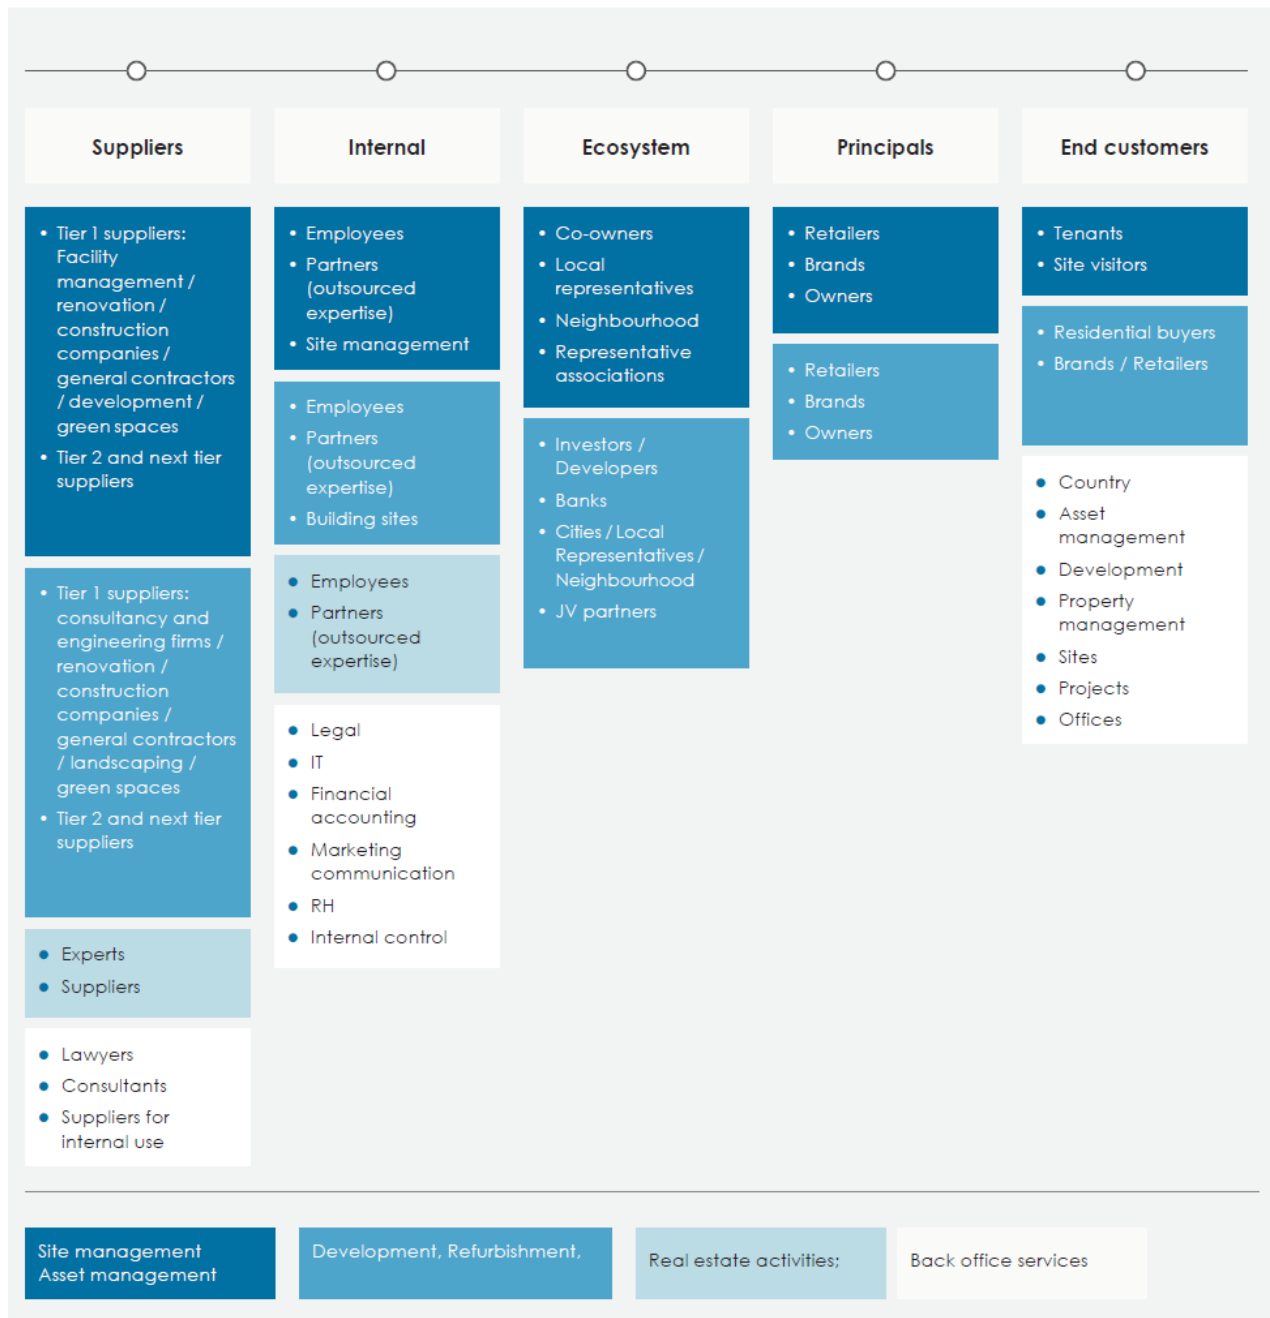 Suppliers
Internal
Ecosystem
Principals
End customers
• Tier 1 suppliers:
Facility
management /
renovation /
construction
companies /
general contractors
/ development /
green spaces
• Tier 2 and next tier
suppliers
• Tier 1 suppliers:
consultancy and
engineering firms /
renovation /
construction
companies /
general contractors
/ landscaping /
green spaces
• Tier 2 and next tier
suppliers
• Experts
• Suppliers
• Lawyers
• Consultants
• Suppliers for
internal use
• Employees
• Partners
(outsourced
expertise)
• Site management
• Employees
• Partners
(outsourced
expertise)
• Building sites
• Employees
• Partners
(outsourced
expertise)
• Legal
• IT
• Financial
accounting
• Marketing
communication
• RH
• Internal control
• Co-owners
• Local
representatives
• Neighbourhood
• Representative
associations
• Investors /
Developers
• Banks
• Cities / Local
Representatives /
Neighbourhood
• JV partners
• Retailers
• Brands
• Owners
• Retailers
• Brands
• Owners
• Tenants
• Site visitors
• Residential buyers
• Brands / Retailers
• Country
• Asset
management
• Development
• Property
management
• Sites
• Projects
• Offices
Site management
Asset management
Development, Refurbishment,
Real estate activities;
Back office services